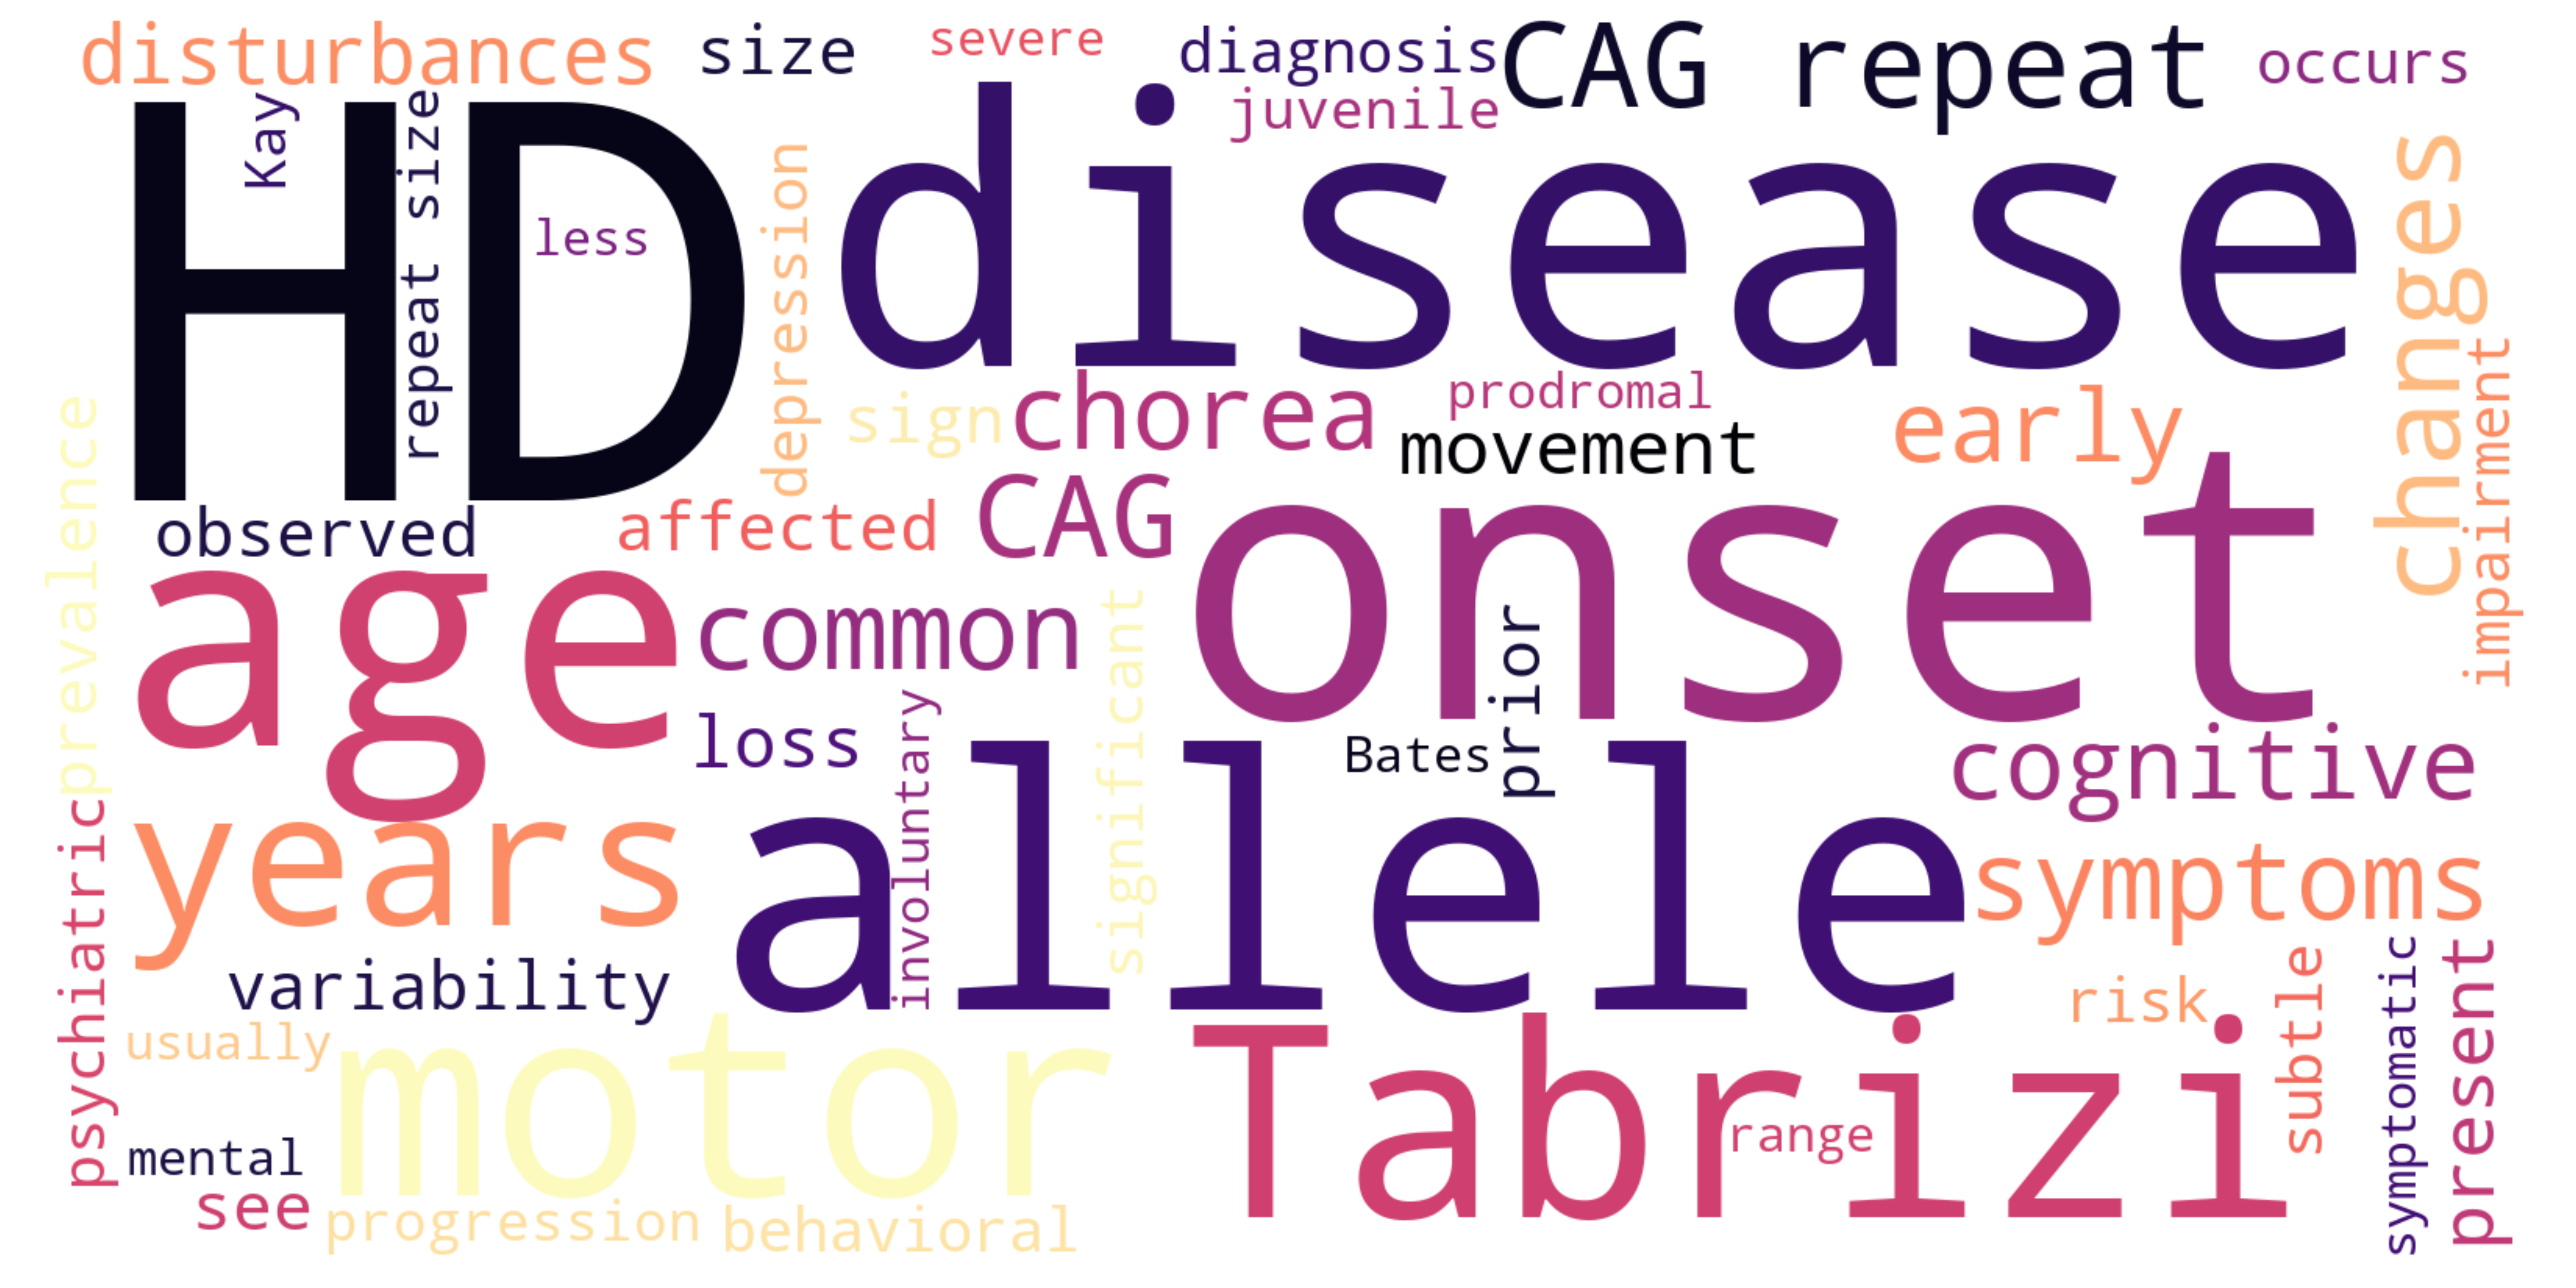 disturbances
size
severe
diagnosis
CAG repeat
occurs
juvenile
HD
Kay
repeat size
less
depression
disease
changes
impairment
sign
chorea
prodromal
movement
early
prevalence
observed
affected
CAG
onset
age
common
significant
prior
loss
involuntary
Bates
cognitive
psychiatric
years
allele
symptoms
variability
risk
subtle
symptomatic
present
usually
motor
Tabrizi
range
mental
see
progression
behavioral